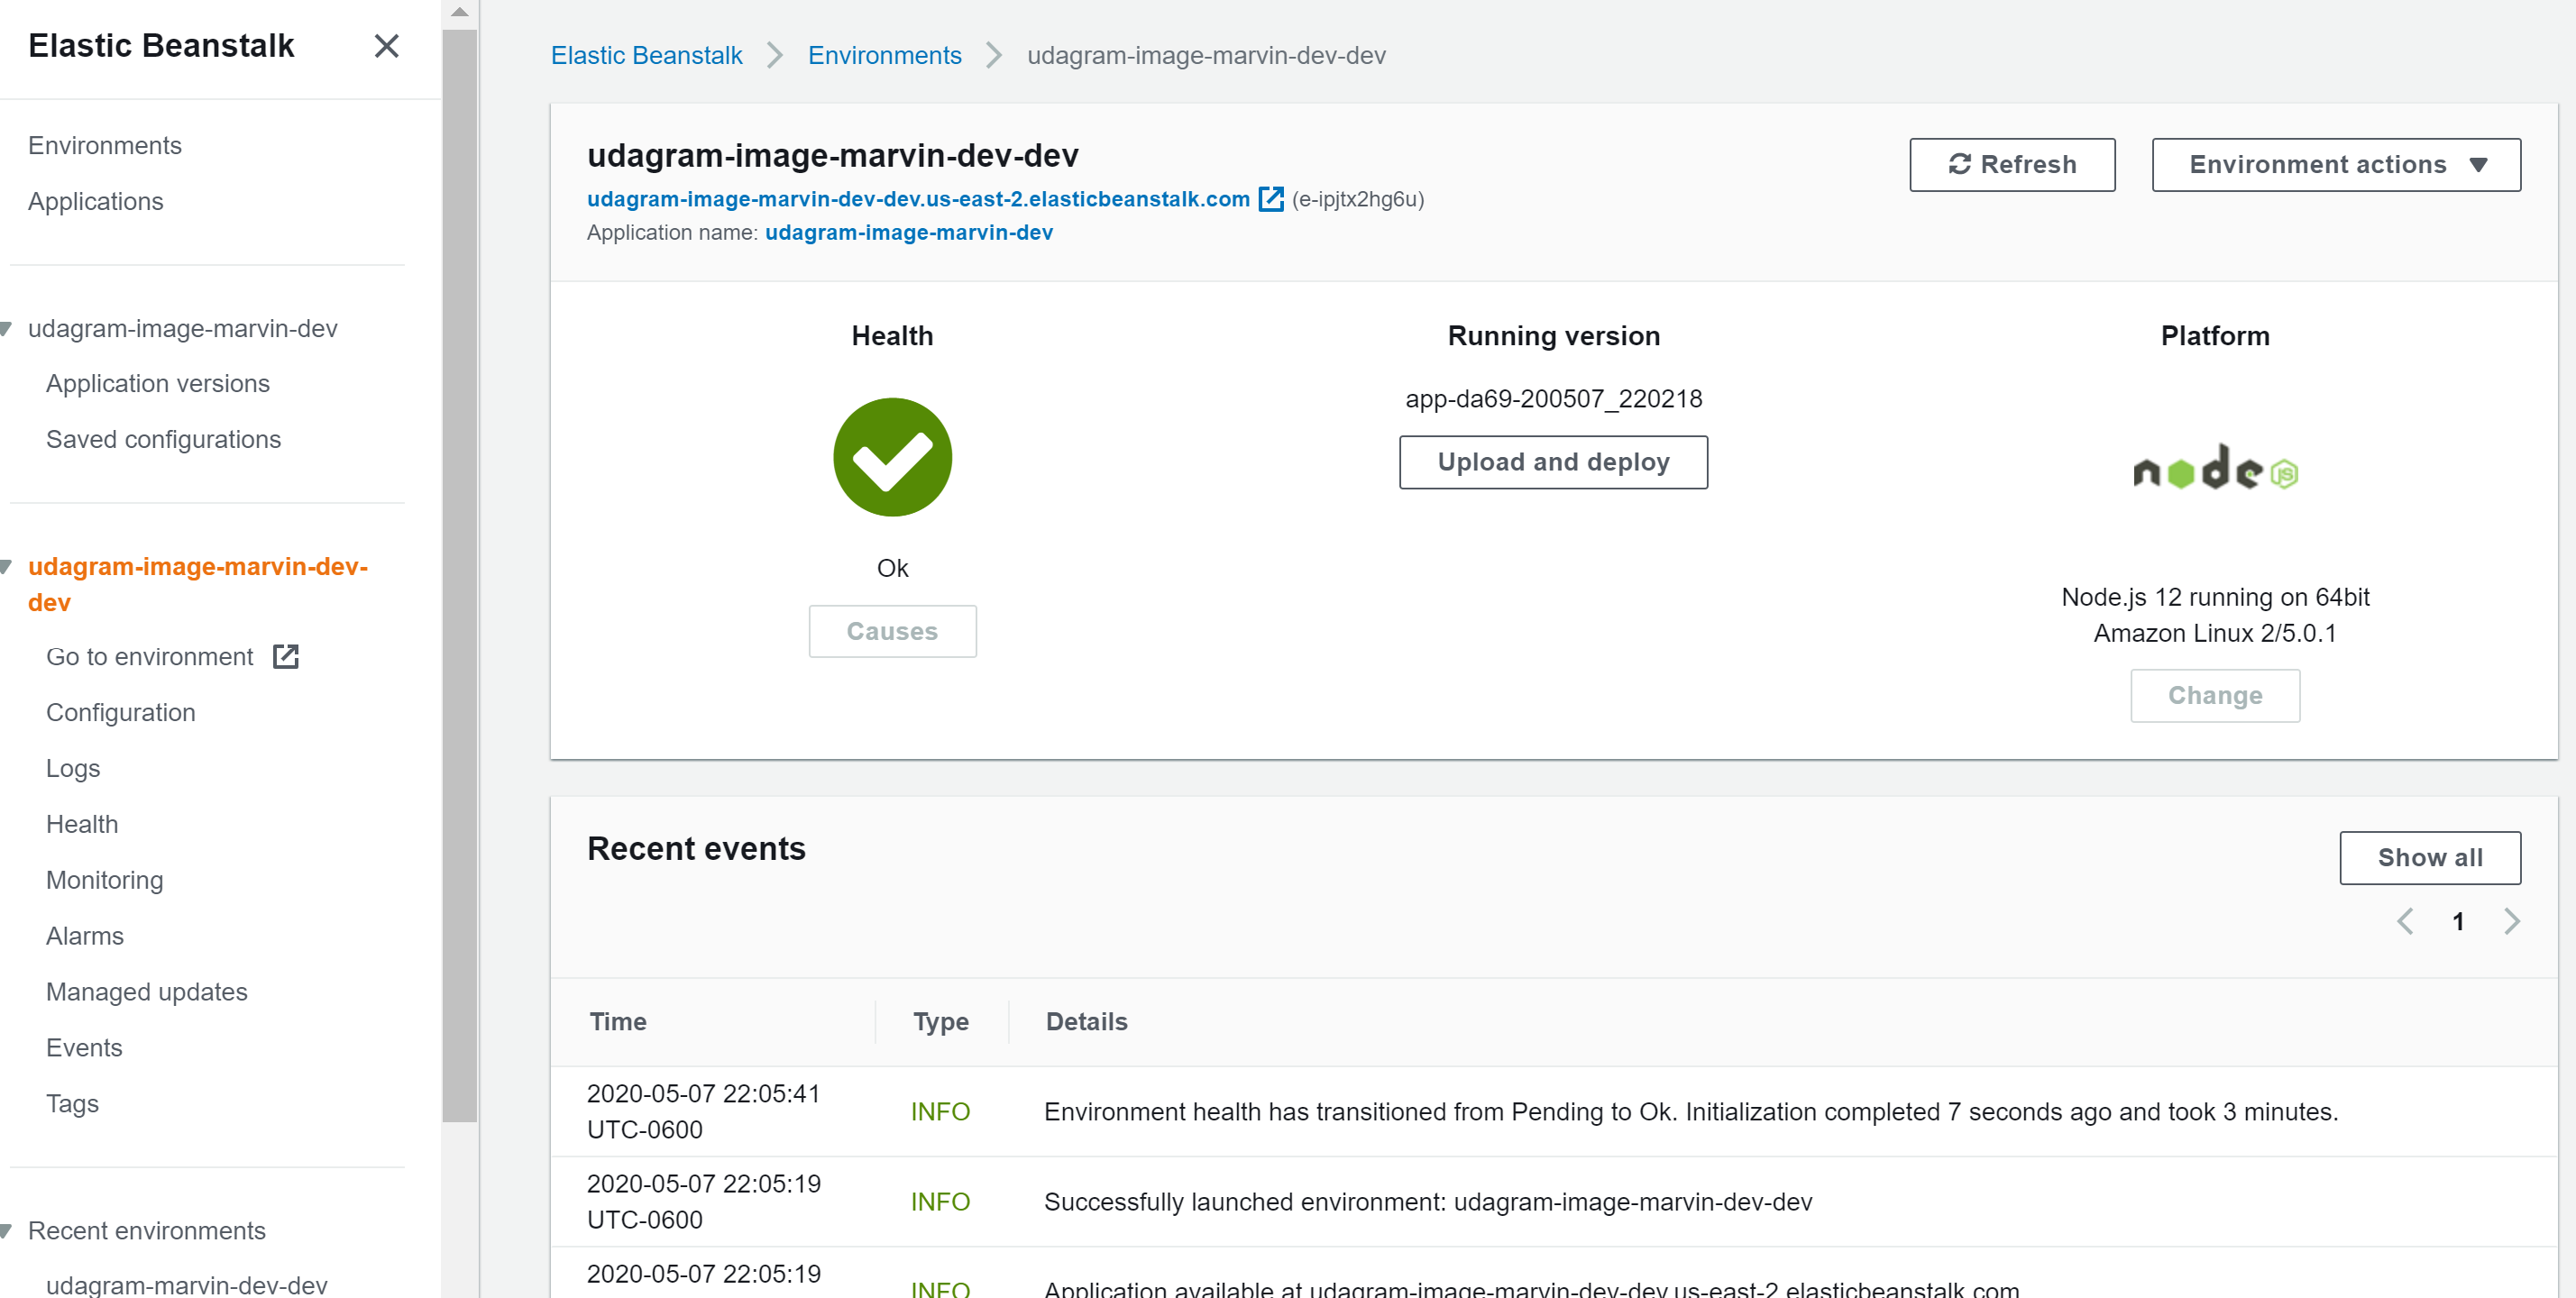 Elastic Beanstalk
Environments
Applications
udagram-image-marvin-dev
Application versions
Saved configurations
udagram-image-marvin-dev-
dev
Go to environment
Configuration
Logs
Health
Monitoring
Alarms
Managed updates
Events
Tags
Recent environments
udagram-marvin-dev-dev
Elastic Beanstalk Environments udagram-image-marvin-dev-dev
udagram-image-marvin-dev-dev
udagram-image-marvin-dev-dev.us-east-2.elasticbeanstalk.com (e-ipjtx2hg6u)
Application name: udagram-image-marvin-dev
Refresh
Environment actions
Health
Ok
Causes
Running version
app-da69-200507_220218
Upload and deploy
Platform
node JS
Node.js 12 running on 64bit
Amazon Linux 2/5.0.1
Change
Recent events
Show all
1
Time Type Details
2020-05-07 22:05:41
UTC-0600
INFO
Environment health has transitioned from Pending to Ok. Initialization completed 7 seconds ago and took 3 minutes.
2020-05-07 22:05:19
UTC-0600
INFO
Successfully launched environment: udagram-image-marvin-dev-dev
2020-05-07 22:05:19
INFO
Application available at udagram-image-marvin-dev-dev.us-east-2.elasticbeanstalk.com